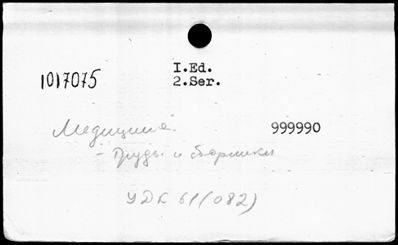 1017075
I.Ed.
2.Ser.
Медицина. 999990
- Труды и сборники
УДК 61(082)